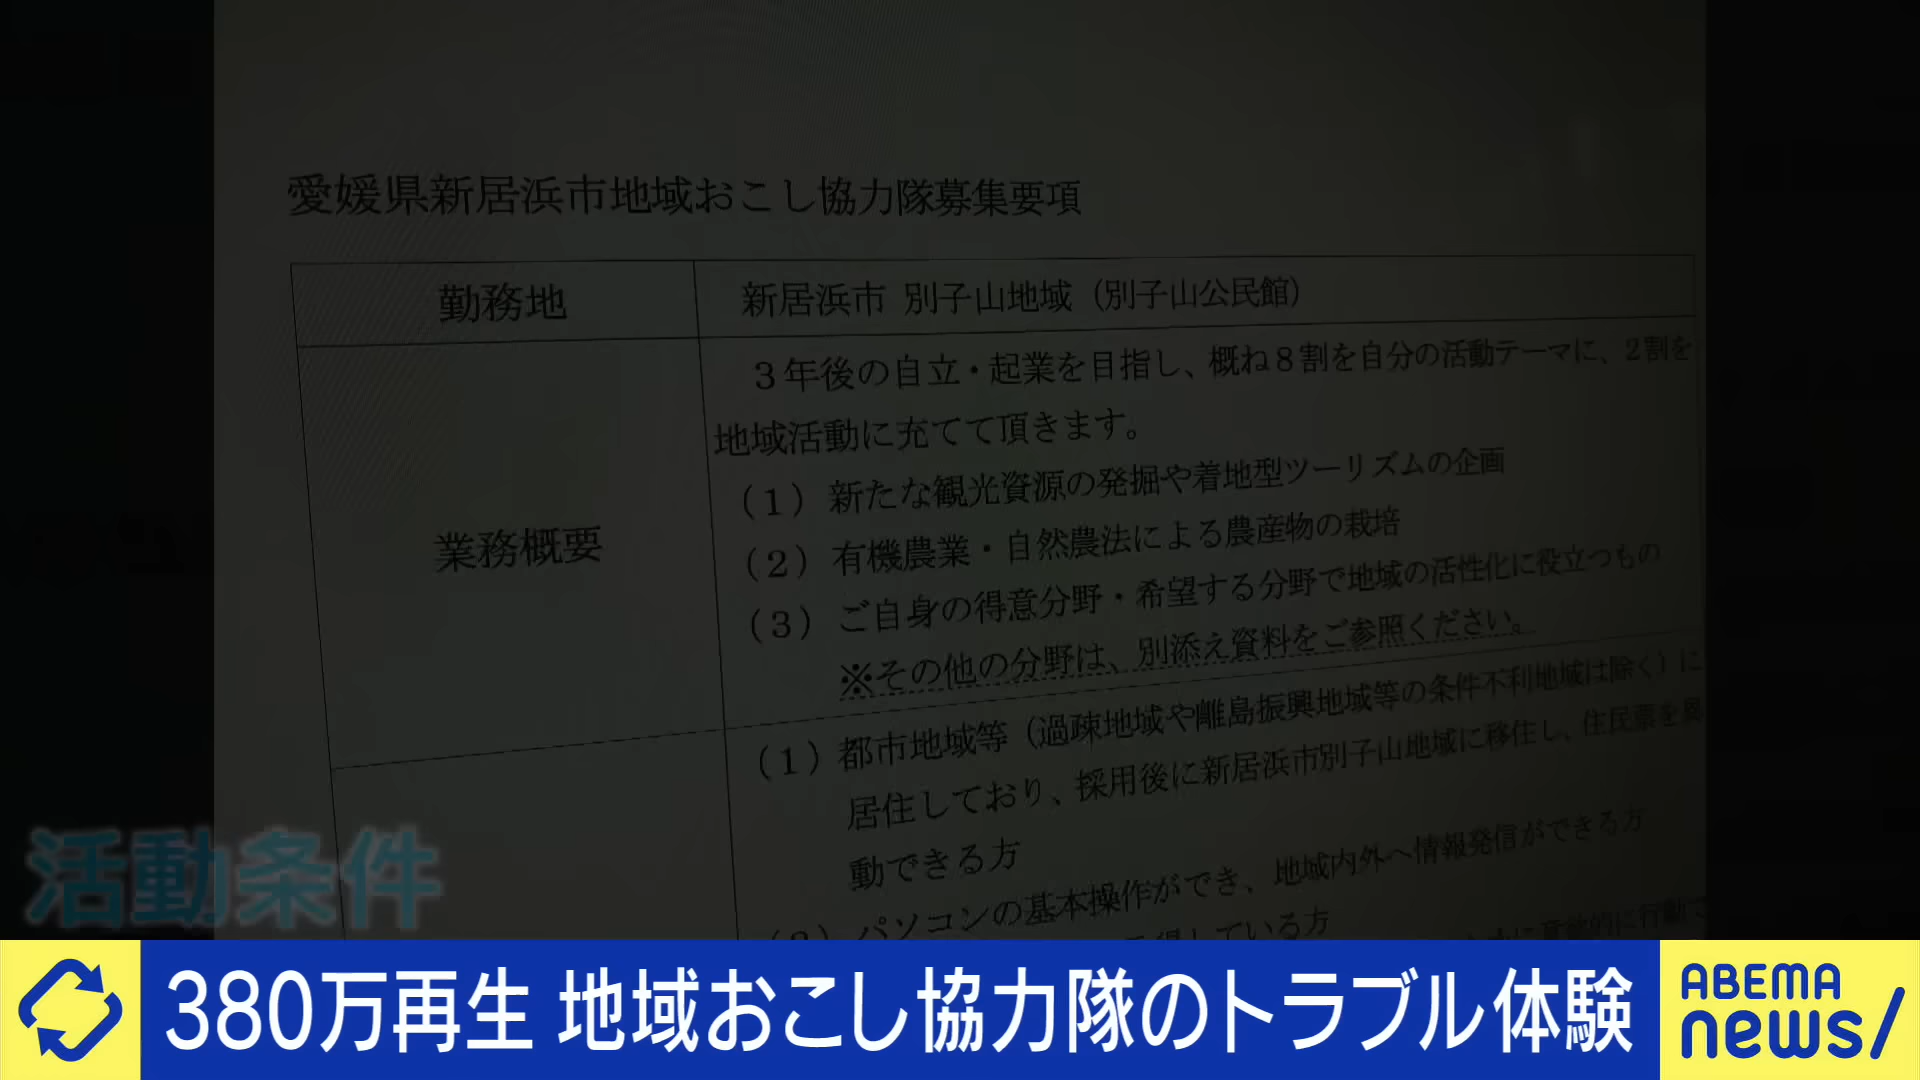 愛媛県新居浜市地域おこし協力隊募集要項
勤務地
新居浜市 別子山地域（別子山公民館）
業務概要
３年後の自立・起業を目指し、概ね８割を自分の活動テーマに、２割を
地域活動に充てて頂きます。
（１）新たな観光資源の発掘や着地型ツーリズムの企画
（２）有機農業・自然農法による農産物の栽培
（３）ご自身の得意分野・希望する分野で地域の活性化に役立つもの
※その他の分野は、別添え資料をご参照ください。
（１）都市地域等（過疎地域や離島振興地域等の条件不利地域は除く）に
居住しており、採用後に新居浜市別子山地域に移住し、住民票を
動できる方
パソコンの基本操作ができ、地域内外へ情報発信ができる方
している方
意欲的に行動で
活動条件
380万再生 地域おこし協力隊のトラブル体験
ABEMA
news/